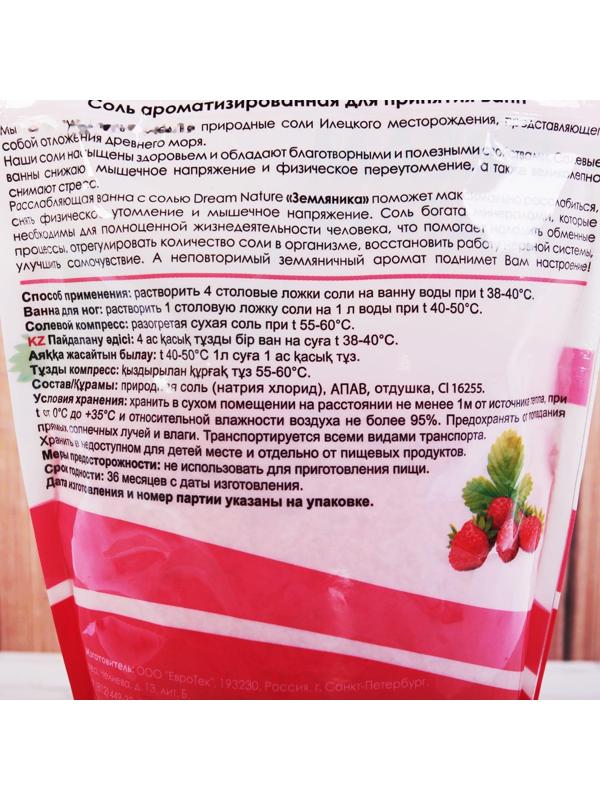 Соль ароматизированная для принятия ванн
Мы природные соли Илецкого месторождения, представляющег
собой отложения древнего моря.
Наши соли насыщены здоровьем и обладают благотворными и полезными свойствами. Солевые
ванны снижают мышечное напряжение и физическое переутомление, а также великолепно
снимают стресс.
Расслабляющая ванна с солью Dream Nature «Земляника» поможет максимально расслабиться,
снять физическое утомление и мышечное напряжение. Соль богата минералами, которые
необходимы для полноценной жизнедеятельности человека, что помогает наладить обменные
процессы, отрегулировать количество соли в организме, восстановить работу нервной системы,
улучшить самочувствие. А неповторимый земляничный аромат поднимет Вам настроение!
Способ применения: растворить 4 столовые ложки соли на ванну воды при t 38-40°С.
Ванна для ног: растворить 1 столовую ложку соли на 1 л воды при t 40-50°С.
Солевой компресс: разогретая сухая соль при t 55-60°С.
KZ Пайдалану әдісі: 4 ас қасық тұзды бір ван на суға t 38-40°С.
Аяққа жасайтын былау: t 40-50°С 1л суға 1 ас қасық тұз.
Тұзды компресс: қыздырылан құрғақ тұз 55-60°С.
Состав/Құрамы: природная соль (натрия хлорид), АПАВ, отдушка, CI 16255.
Условия хранения: хранить в сухом помещении на расстоянии не менее 1м от источника тепла, при
t от 0°С до +35°С и относительной влажности воздуха не более 95%. Предохранять от попадания
прямых солнечных лучей и влаги. Транспортируется всеми видами транспорта.
Хранить в недоступном для детей месте и отдельно от пищевых продуктов.
Меры предосторожности: не использовать для приготовления пищи.
Срок годности: 36 месяцев с даты изготовления.
Дата изготовления и номер партии указаны на упаковке.
Изготовитель: ООО "ЕвроТек", 193230, Россия, г. Санкт-Петербург,
Челиева, д. 13, лит. Б